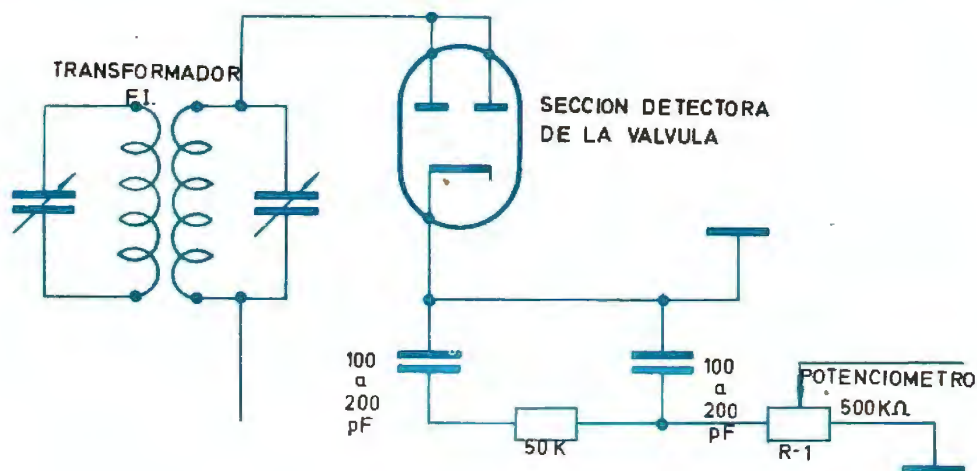 TRANSFORMADOR
F.I.
SECCION DETECTORA
DE LA VALVULA
100
a
200
pF
50K
100
a
200
pF
POTENCIOMETRO
500KΩ
R-1